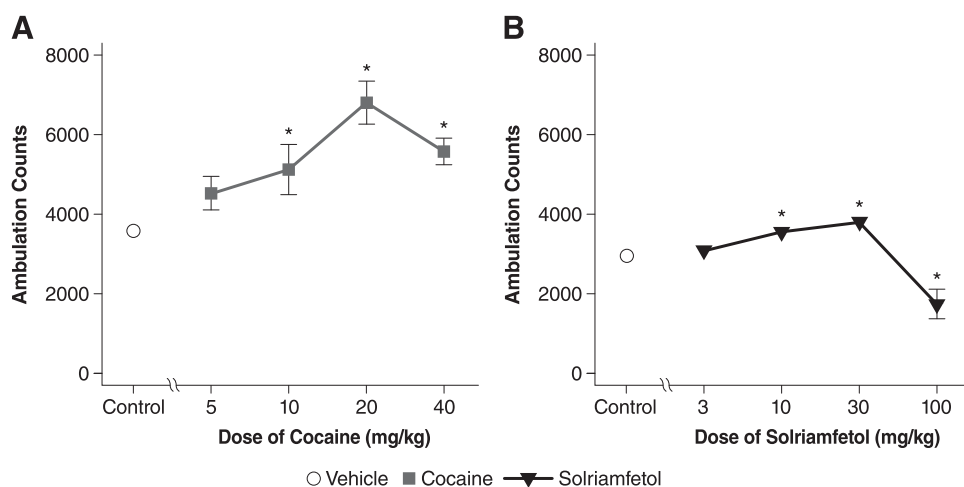 A
8000
6000
4000
2000
0
Ambulation Counts
*
*
*
Control 5 10 20 40
Dose of Cocaine (mg/kg)
B
8000
6000
4000
2000
0
Ambulation Counts
*
*
*
Control 3 10 30 100
Dose of Solriamfetol (mg/kg)
Vehicle Cocaine Solriamfetol